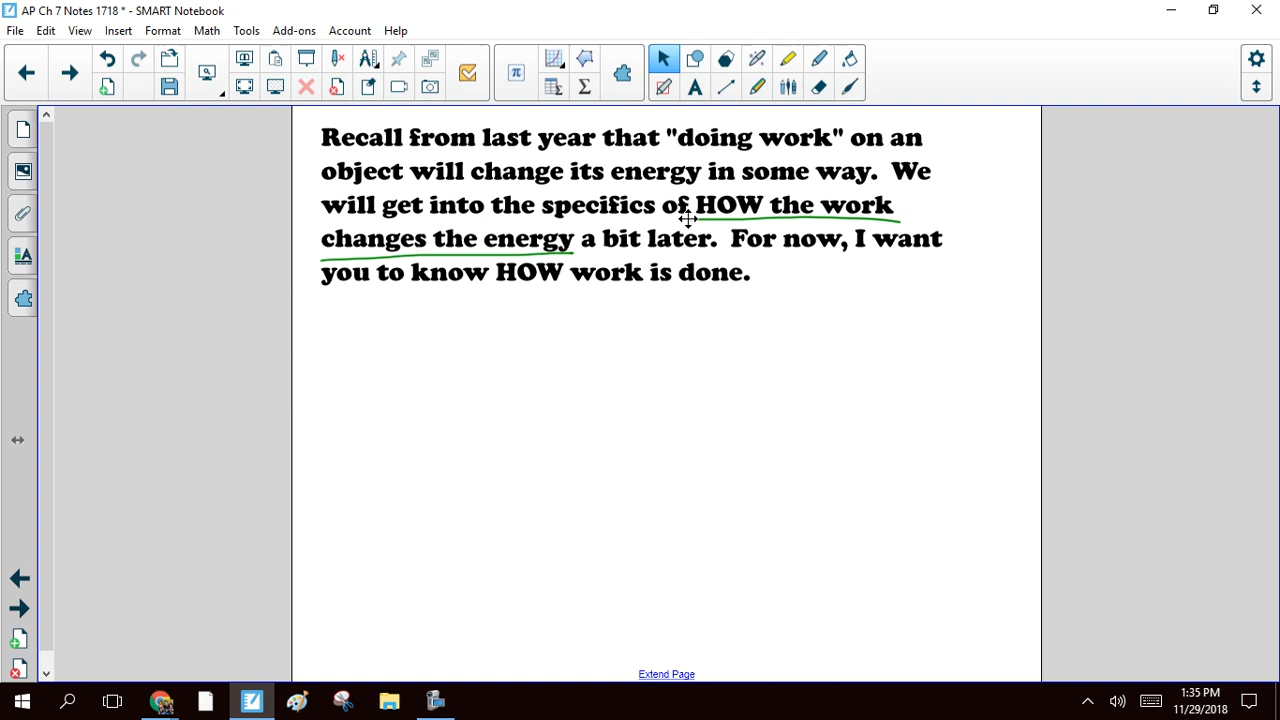 AP Ch 7 Notes 1718 * - SMART Notebook
File Edit View Insert Format Math Tools Add-ons Account Help
Recall from last year that "doing work" on an
object will change its energy in some way. We
will get into the specifics of HOW the work
changes the energy a bit later. For now, I want
you to know HOW work is done.
Extend Page
1:35 PM
11/29/2018